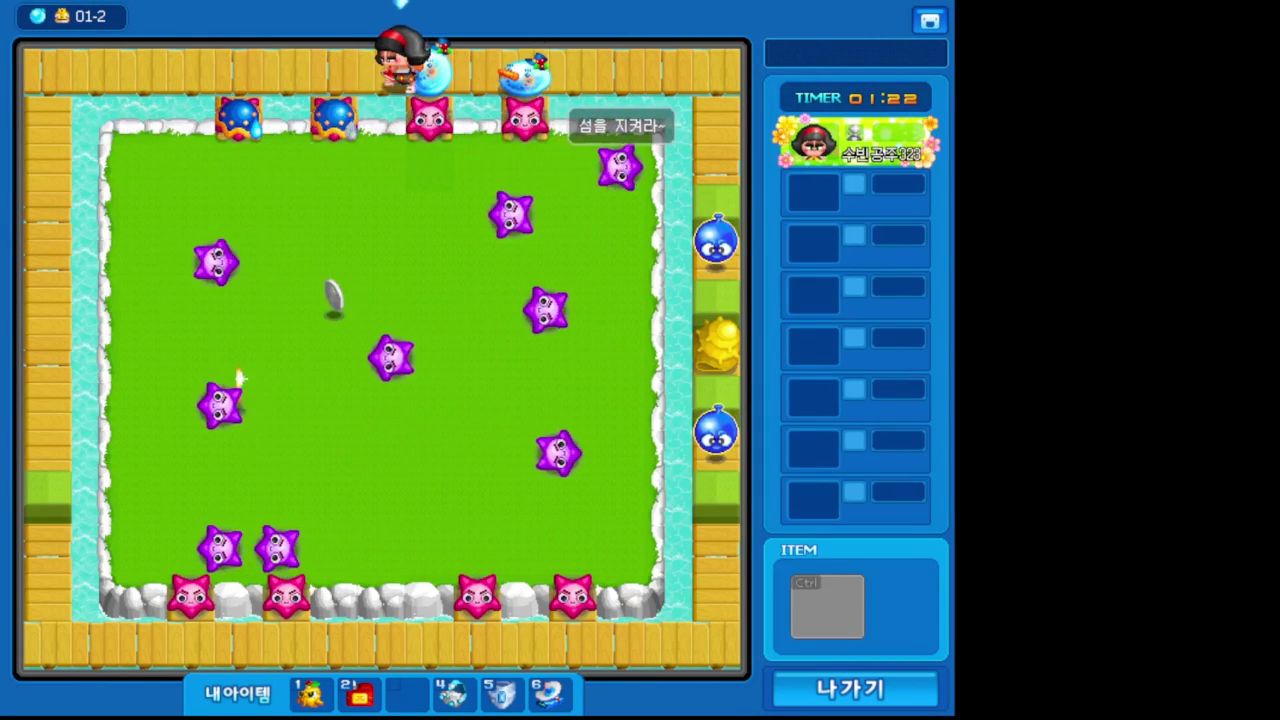 01-2
섬을 지켜라~
TIMER 01:22
수빈공주323
ITEM
Ctrl
내 아이템
1
2
4
5
6
나가기